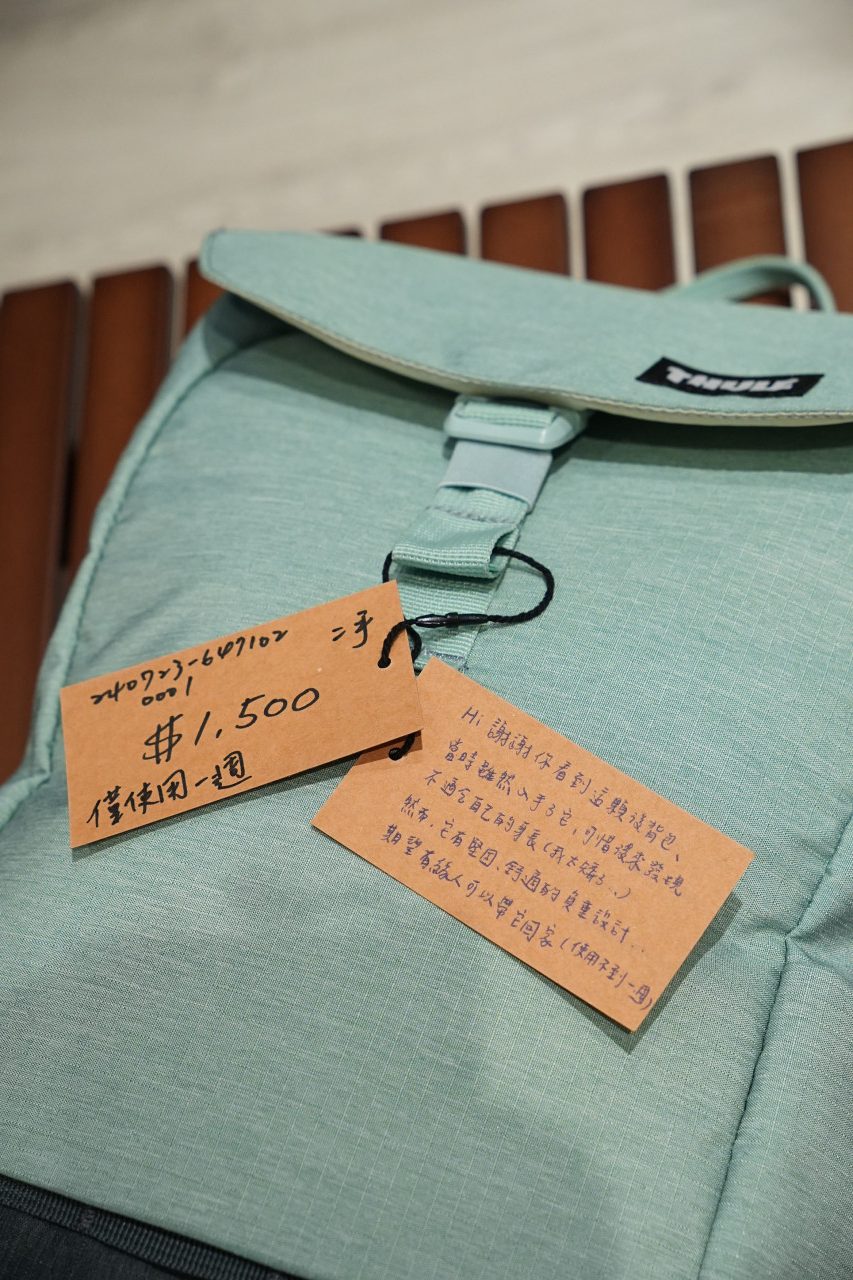 THULE
二手
240723-647102
0001
$1,500
僅使用一週
Hi 謝謝你看到這顆後背包、
當時雖然入手了它,可惜後來發現
不適合自己的身長(我太矮了..)
然而,它有堅固、舒適的負重設計...
期望有緣人可以帶它回家(使用不到一週)